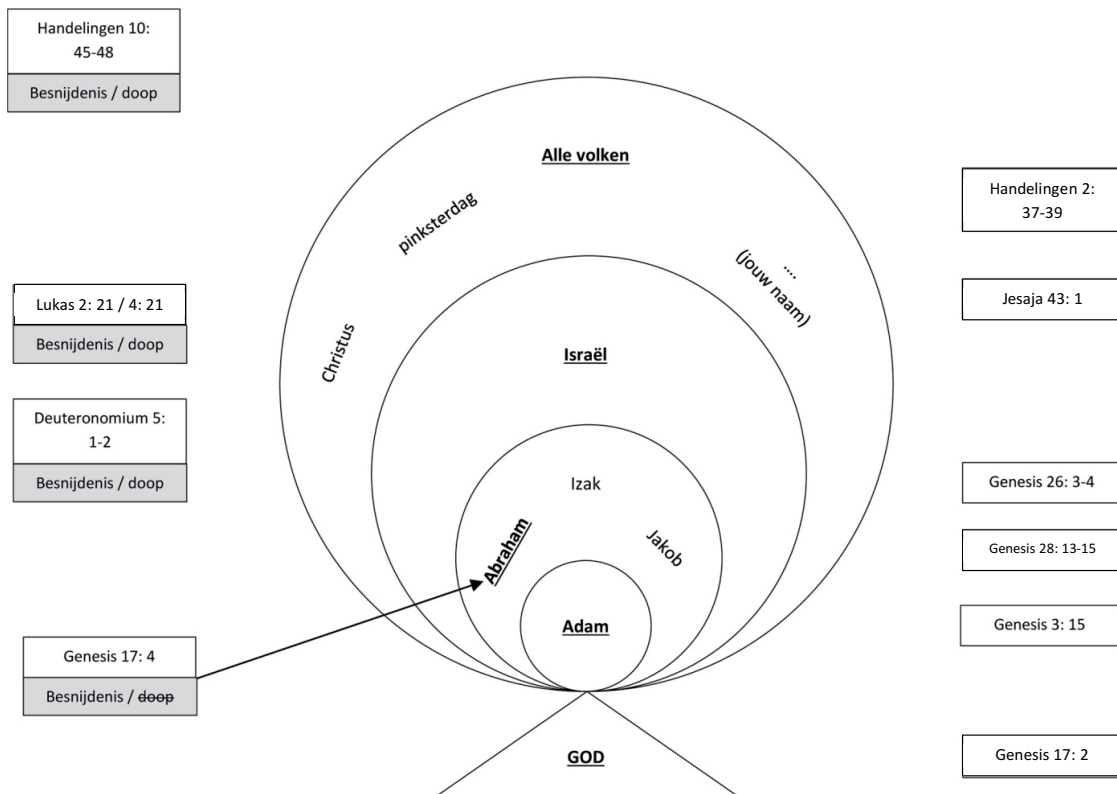 Handelingen 10:
45-48
Besnijdenis / doop
Alle volken
pinksterdag
Handelingen 2:
37-39
....
(jouw naam)
Lukas 2: 21 / 4: 21
Besnijdenis / doop
Jesaja 43: 1
Christus
Israël
Deuteronomium 5:
1-2
Besnijdenis / doop
Izak
Genesis 26: 3-4
Abraham
Jakob
Genesis 28: 13-15
Adam
Genesis 3: 15
Genesis 17: 4
Besnijdenis / doop
GOD
Genesis 17: 2